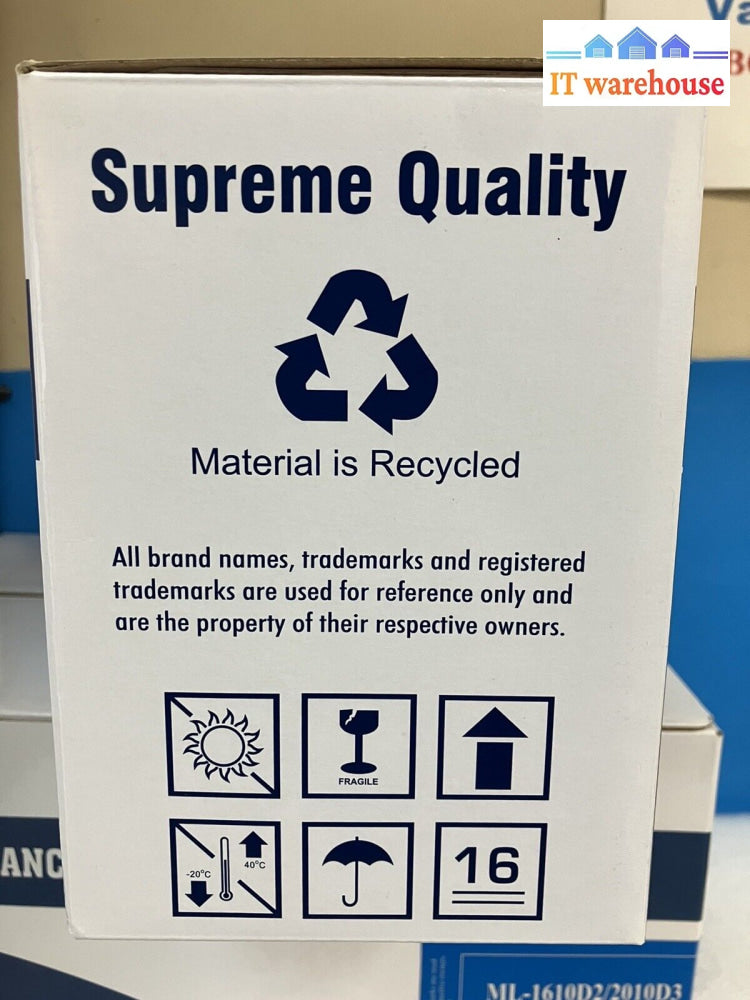 IT warehouse
Supreme Quality
Material is Recycled
All brand names, trademarks and registered
trademarks are used for reference only and
are the property of their respective owners.
FRAGILE
-20°C
40°C
16
ANC
ML-1610D2/2010D3